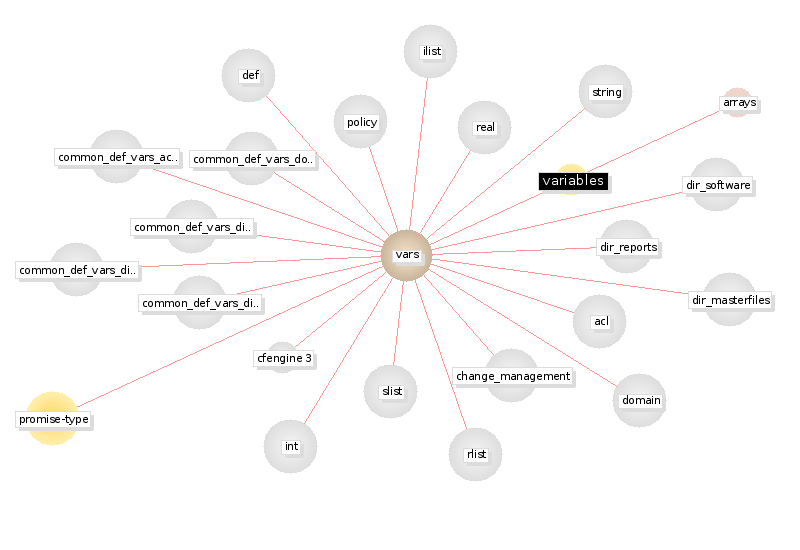 ilist
def
string
arrays
policy
real
common_def_vars_ac..
common_def_vars_do..
variables
dir_software
common_def_vars_di..
dir_reports
vars
common_def_vars_di..
common_def_vars_di..
dir_masterfiles
acl
cfengine 3
change_management
slist
domain
promise-type
int
rlist